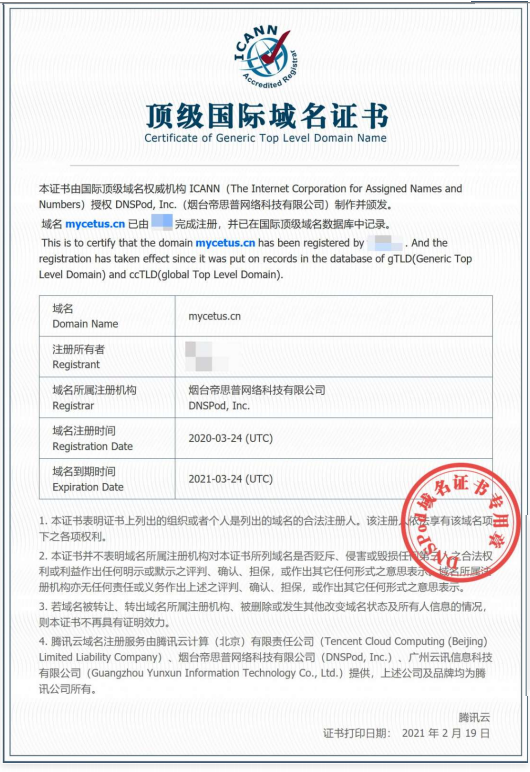 ICANN
Accredited Registrar
顶级国际域名证书
Certificate of Generic Top Level Domain Name
本证书由国际顶级域名权威机构 ICANN（The Internet Corporation for Assigned Names and
Numbers）授权 DNSPod, Inc.（烟台帝思普网络科技有限公司）制作并颁发。
域名 mycetus.cn 已由 完成注册，并已在国际顶级域名数据库中记录。
This is to certify that the domain mycetus.cn has been registered by . And the
registration has taken effect since it was put on records in the database of gTLD(Generic Top
Level Domain) and ccTLD(global Top Level Domain).
域名
Domain Name
mycetus.cn
注册所有者
Registrant
域名所属注册机构
Registrar
烟台帝思普网络科技有限公司
DNSPod, Inc.
域名注册时间
Registration Date
2020-03-24 (UTC)
域名到期时间
Expiration Date
2021-03-24 (UTC)
DNSPod域名证书专用章
1. 本证书表明证书上列出的组织或者个人是列出的域名的合法注册人。该注册人依法享有该域名项
下之各项权利。
2. 本证书并不表明域名所属注册机构对本证书所列域名是否贬斥、侵害或毁损任何第三人之合法权
利或利益作出任何明示或默示之评判、确认、担保，或作出其它任何形式之意思表示。域名所属注
册机构亦无任何责任或义务作出上述之评判、确认、担保，或作出其它任何形式之意思表示。
3. 若域名被转让、转出域名所属注册机构、被删除或发生其他改变域名状态及所有人信息的情况，
则本证书不再具有证明效力。
4. 腾讯云域名注册服务由腾讯云计算（北京）有限责任公司（Tencent Cloud Computing (Beijing)
Limited Liability Company）、烟台帝思普网络科技有限公司（DNSPod, Inc.）、广州云讯信息科技
有限公司（Guangzhou Yunxun Information Technology Co., Ltd.）提供，上述公司及品牌均为腾
讯公司所有。
腾讯云
证书打印日期： 2021 年 2 月 19 日